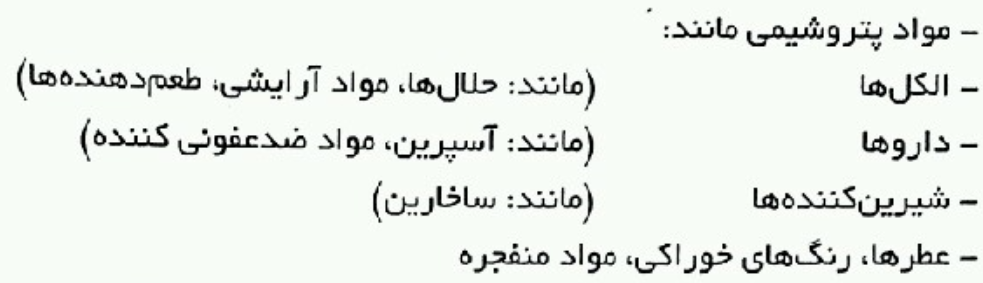 – مواد پتروشیمی مانند:
– الکل‌ها (مانند: حلال‌ها، مواد آرایشی، طعم‌دهنده‌ها)
– داروها (مانند: آسپرین، مواد ضدعفونی کننده)
– شیرین‌کننده‌ها (مانند: ساخارین)
– عطرها، رنگ‌های خوراکی، مواد منفجره